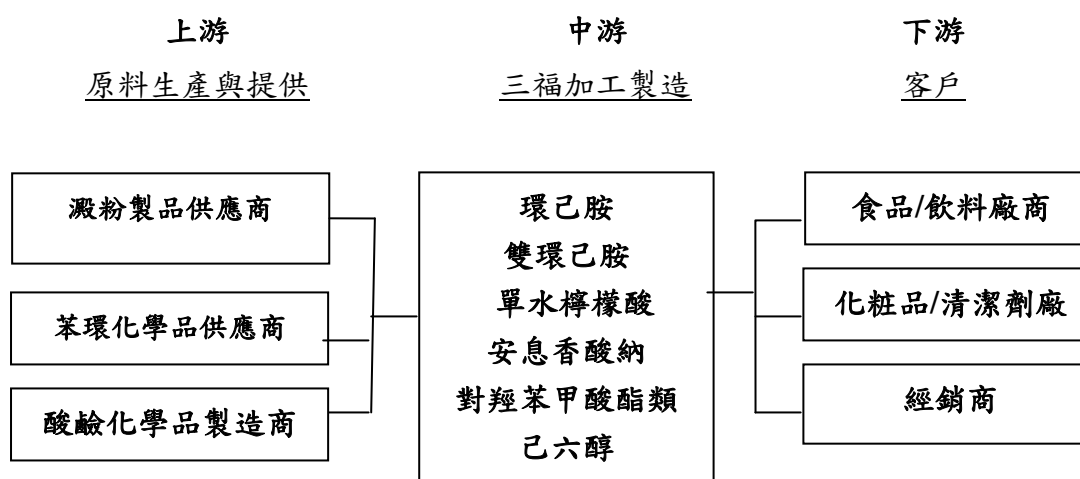 上游
中游
下游
原料生產與提供
三福加工製造
客戶
澱粉製品供應商
苯環化學品供應商
酸鹼化學品製造商
環己胺
雙環己胺
單水檸檬酸
安息香酸納
對羥苯甲酸酯類
己六醇
食品/飲料廠商
化粧品/清潔劑廠
經銷商